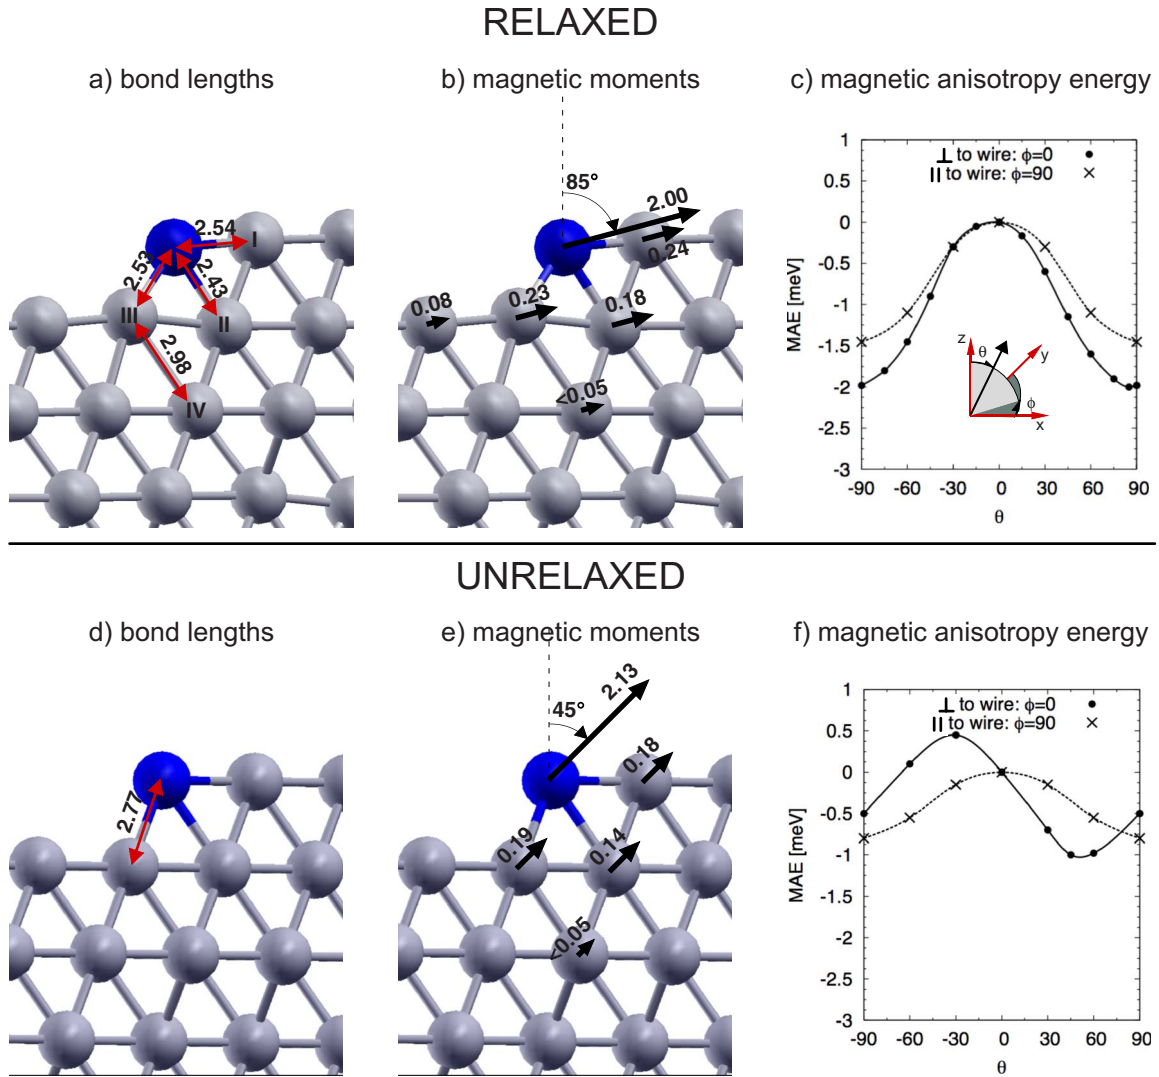 RELAXED
a) bond lengths
b) magnetic moments
c) magnetic anisotropy energy
2.54
I
2.53
2.43
III
II
2.98
IV
85°
2.00
0.24
0.08
0.23
0.18
<0.05
1
0.5
0
-0.5
-1
-1.5
-2
-2.5
-3
MAE [meV]
⊥ to wire: ϕ=0
|| to wire: ϕ=90
z
θ
y
ϕ
x
-90 -60 -30 0 30 60 90
θ
UNRELAXED
d) bond lengths
e) magnetic moments
f) magnetic anisotropy energy
2.77
45°
2.13
0.18
0.19
0.14
<0.05
1
0.5
0
-0.5
-1
-1.5
-2
-2.5
-3
MAE [meV]
⊥ to wire: ϕ=0
|| to wire: ϕ=90
-90 -60 -30 0 30 60 90
θ